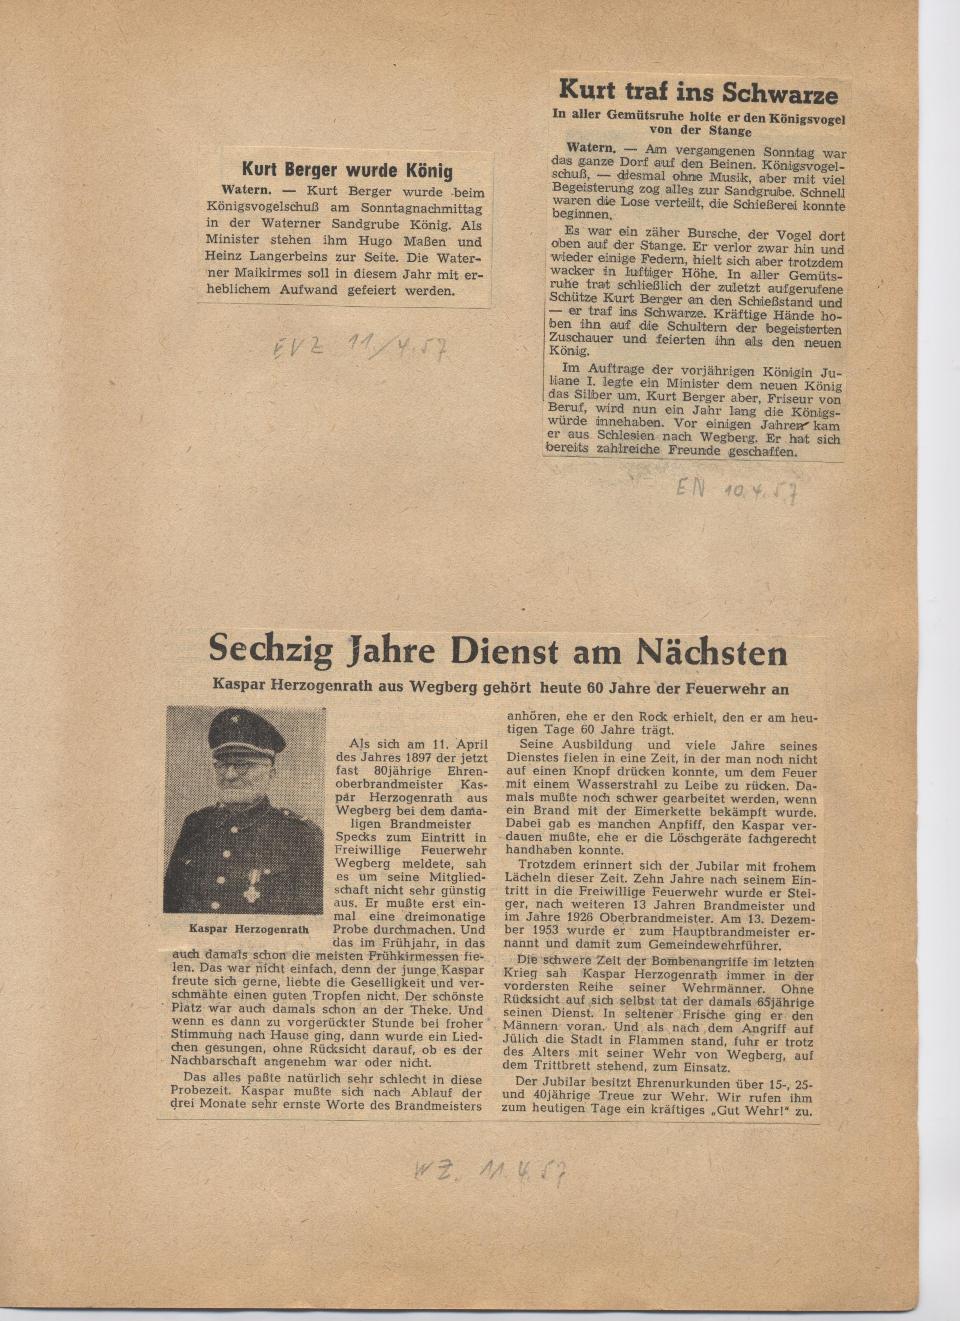 Kurt Berger wurde König
Watern. — Kurt Berger wurde beim
Königsvogelschuß am Sonntagnachmittag
in der Waterner Sandgrube König. Als
Minister stehen ihm Hugo Maßen und
Heinz Langerbeins zur Seite. Die Water-
ner Maikirmes soll in diesem Jahr mit er-
heblichem Aufwand gefeiert werden.
EVZ 11/4.57
Kurt traf ins Schwarze
In aller Gemütsruhe holte er den Königsvogel
von der Stange
Watern. — Am vergangenen Sonntag war
das ganze Dorf auf den Beinen. Königsvogel-
schuß, — diesmal ohne Musik, aber mit viel
Begeisterung zog alles zur Sandgrube. Schnell
waren die Lose verteilt, die Schießerei konnte
beginnen.
Es war ein zäher Bursche, der Vogel dort
oben auf der Stange. Er verlor zwar hin und
wieder einige Federn, hielt sich aber trotzdem
wacker in luftiger Höhe. In aller Gemüts-
ruhe trat schließlich der zuletzt aufgerufene
Schütze Kurt Berger an den Schießstand und
— er traf ins Schwarze. Kräftige Hände ho-
ben ihn auf die Schultern der begeisterten
Zuschauer und feierten ihn als den neuen
König.
Im Auftrage der vorjährigen Königin Ju-
liane I. legte ein Minister dem neuen König
das Silber um. Kurt Berger aber, Friseur von
Beruf, wird nun ein Jahr lang die Königs-
würde innehaben. Vor einigen Jahren kam
er aus Schlesien nach Wegberg. Er hat sich
bereits zahlreiche Freunde geschaffen.
EN 10.4.57
Sechzig Jahre Dienst am Nächsten
Kaspar Herzogenrath aus Wegberg gehört heute 60 Jahre der Feuerwehr an
Kaspar Herzogenrath
Als sich am 11. April
des Jahres 1897 der jetzt
fast 80jährige Ehren-
oberbrandmeister Kas-
par Herzogenrath aus
Wegberg bei dem dama-
ligen Brandmeister
Specks zum Eintritt in
Freiwillige Feuerwehr
Wegberg meldete, sah
es um seine Mitglied-
schaft nicht sehr günstig
aus. Er mußte erst ein-
mal eine dreimonatige
Probe durchmachen. Und
das im Frühjahr, in das
auch damals schon die meisten Frühkirmessen fie-
len. Das war nicht einfach, denn der junge Kaspar
freute sich gerne, liebte die Geselligkeit und ver-
schmähte einen guten Tropfen nicht. Der schönste
Platz war auch damals schon an der Theke. Und
wenn es dann zu vorgerückter Stunde bei froher
Stimmung nach Hause ging, dann wurde ein Lied-
chen gesungen, ohne Rücksicht darauf, ob es der
Nachbarschaft angenehm war oder nicht.
Das alles paßte natürlich sehr schlecht in diese
Probezeit. Kaspar mußte sich nach Ablauf der
drei Monate sehr ernste Worte des Brandmeisters
anhören, ehe er den Rock erhielt, den er am heu-
tigen Tage 60 Jahre trägt.
Seine Ausbildung und viele Jahre seines
Dienstes fielen in eine Zeit, in der man noch nicht
auf einen Knopf drücken konnte, um dem Feuer
mit einem Wasserstrahl zu Leibe zu rücken. Da-
mals mußte noch schwer gearbeitet werden, wenn
ein Brand mit der Eimerkette bekämpft wurde.
Dabei gab es manchen Anpfiff, den Kaspar ver-
dauen mußte, ehe er die Löschgeräte fachgerecht
handhaben konnte.
Trotzdem erinnert sich der Jubilar mit frohem
Lächeln dieser Zeit. Zehn Jahre nach seinem Ein-
tritt in die Freiwillige Feuerwehr wurde er Stei-
ger, nach weiteren 13 Jahren Brandmeister und
im Jahre 1926 Oberbrandmeister. Am 13. Dezem-
ber 1953 wurde er zum Hauptbrandmeister er-
nannt und damit zum Gemeindewehrführer.
Die schwere Zeit der Bombenangriffe im letzten
Krieg sah Kaspar Herzogenrath immer in der
vordersten Reihe seiner Wehrmänner. Ohne
Rücksicht auf sich selbst tat der damals 65jährige
seinen Dienst. In seltener Frische ging er den
Männern voran. Und als nach dem Angriff auf
Jülich die Stadt in Flammen stand, fuhr er trotz
des Alters mit seiner Wehr von Wegberg, auf
dem Trittbrett stehend, zum Einsatz.
Der Jubilar besitzt Ehrenurkunden über 15-, 25-
und 40jährige Treue zur Wehr. Wir rufen ihm
zum heutigen Tage ein kräftiges „Gut Wehr!" zu.
WZ. 11.4.57